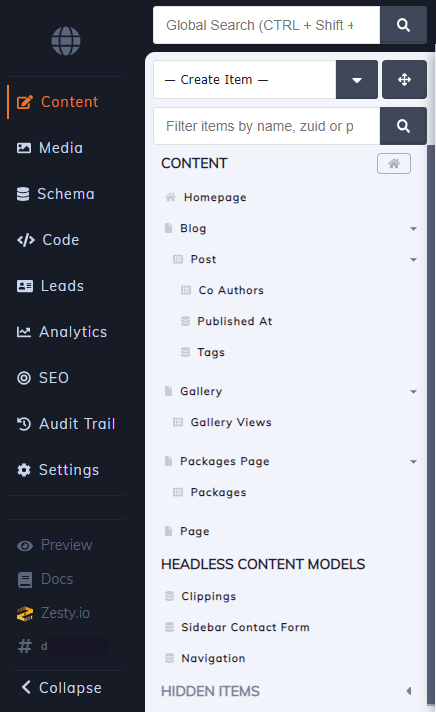 Global Search (CTRL + Shift +
— Create Item —
Filter items by name, zuid or p
Content
Media
Schema
Code
Leads
Analytics
SEO
Audit Trail
Settings
Preview
Docs
Zesty.io
d
Collapse
CONTENT
Homepage
Blog
Post
Co Authors
Published At
Tags
Gallery
Gallery Views
Packages Page
Packages
Page
HEADLESS CONTENT MODELS
Clippings
Sidebar Contact Form
Navigation
HIDDEN ITEMS